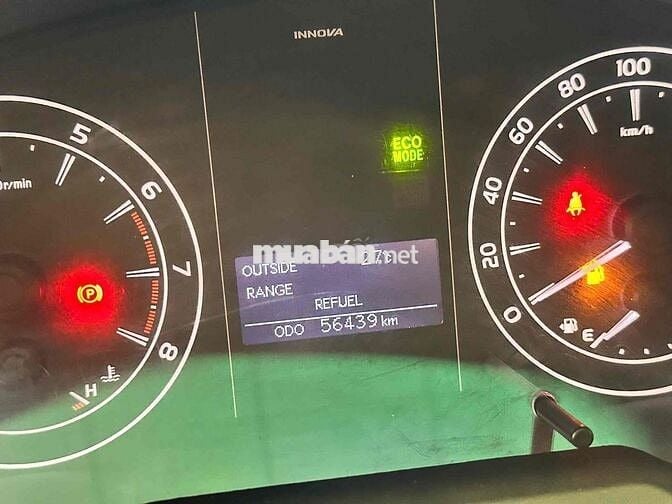 INNOVA
ECO
MODE
5
6
7
8
0r/min
H
P
0
20
40
60
80
100
km/h
E
muaban.net
OUTSIDE
RANGE
REFUEL
ODO 56439 km